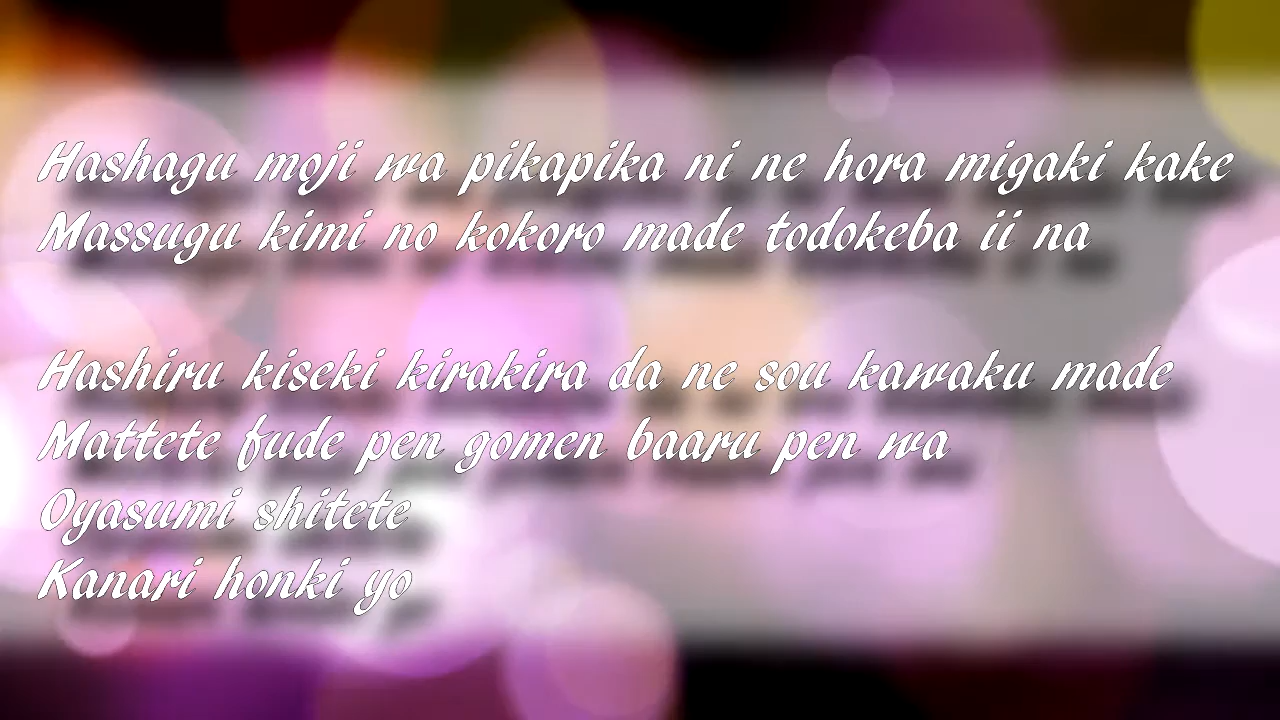 Hashagu moji wa pikapika ni ne hora migaki kake
Massugu kimi no kokoro made todokeba ii na
Hashiru kiseki kirakira da ne sou kawaku made
Mattete fude pen gomen baaru pen wa
Oyasumi shitete
Kanari honki yo